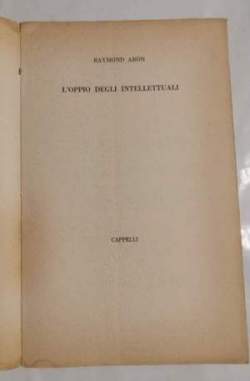 RAYMOND ARON
L'OPPIO DEGLI INTELLETTUALI
CAPPELLI